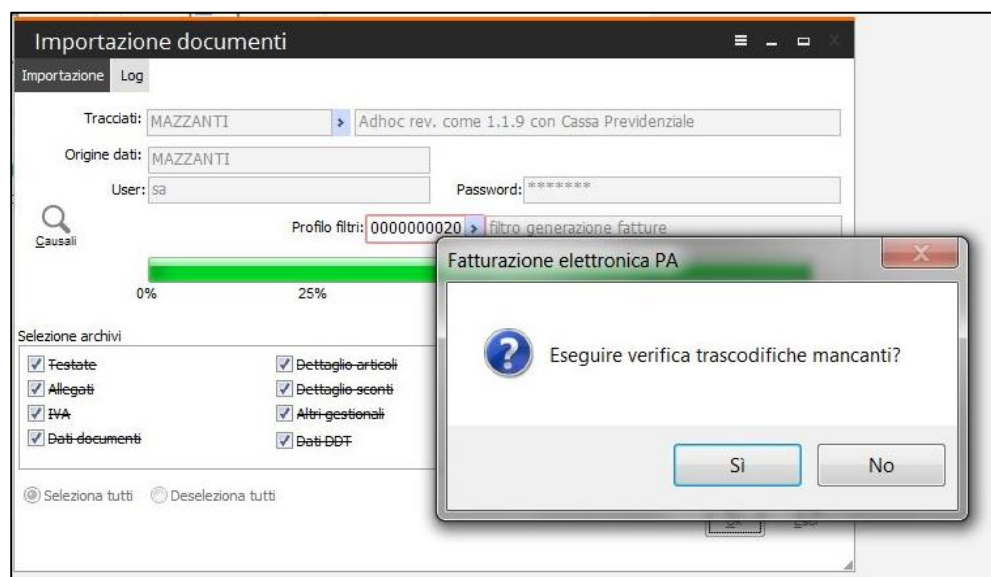 Importazione documenti
Importazione Log
Tracciati: MAZZANTI Adhoc rev. come 1.1.9 con Cassa Previdenziale
Origine dati: MAZZANTI
User: sa Password: *******
Causali
Profilo filtri: 0000000020 filtro generazione fatture
0% 25%
Selezione archivi
Testate Dettaglio articoli
Allegati Dettaglio sconti
IVA Altri gestionali
Dati documenti Dati DDT
Seleziona tutti Deseleziona tutti
Fatturazione elettronica PA
Eseguire verifica trascodifiche mancanti?
Sì No